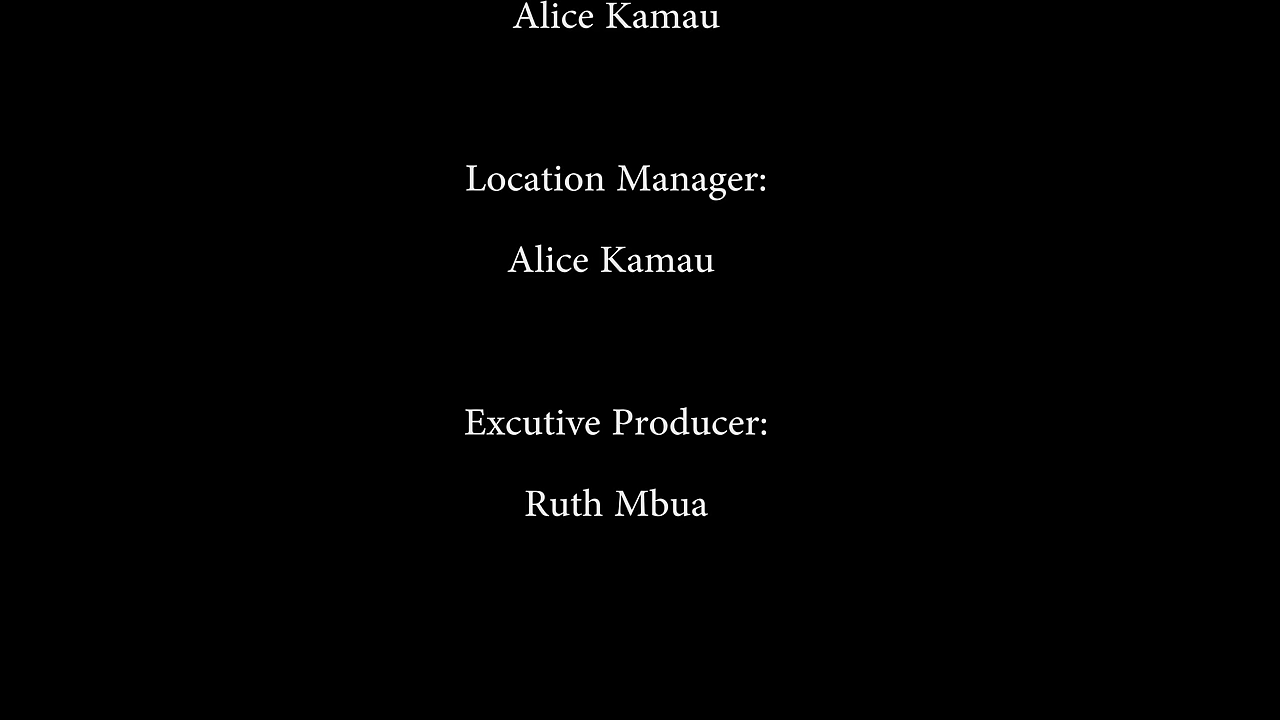 Alice Kamau
Location Manager:
Alice Kamau
Excutive Producer:
Ruth Mbua